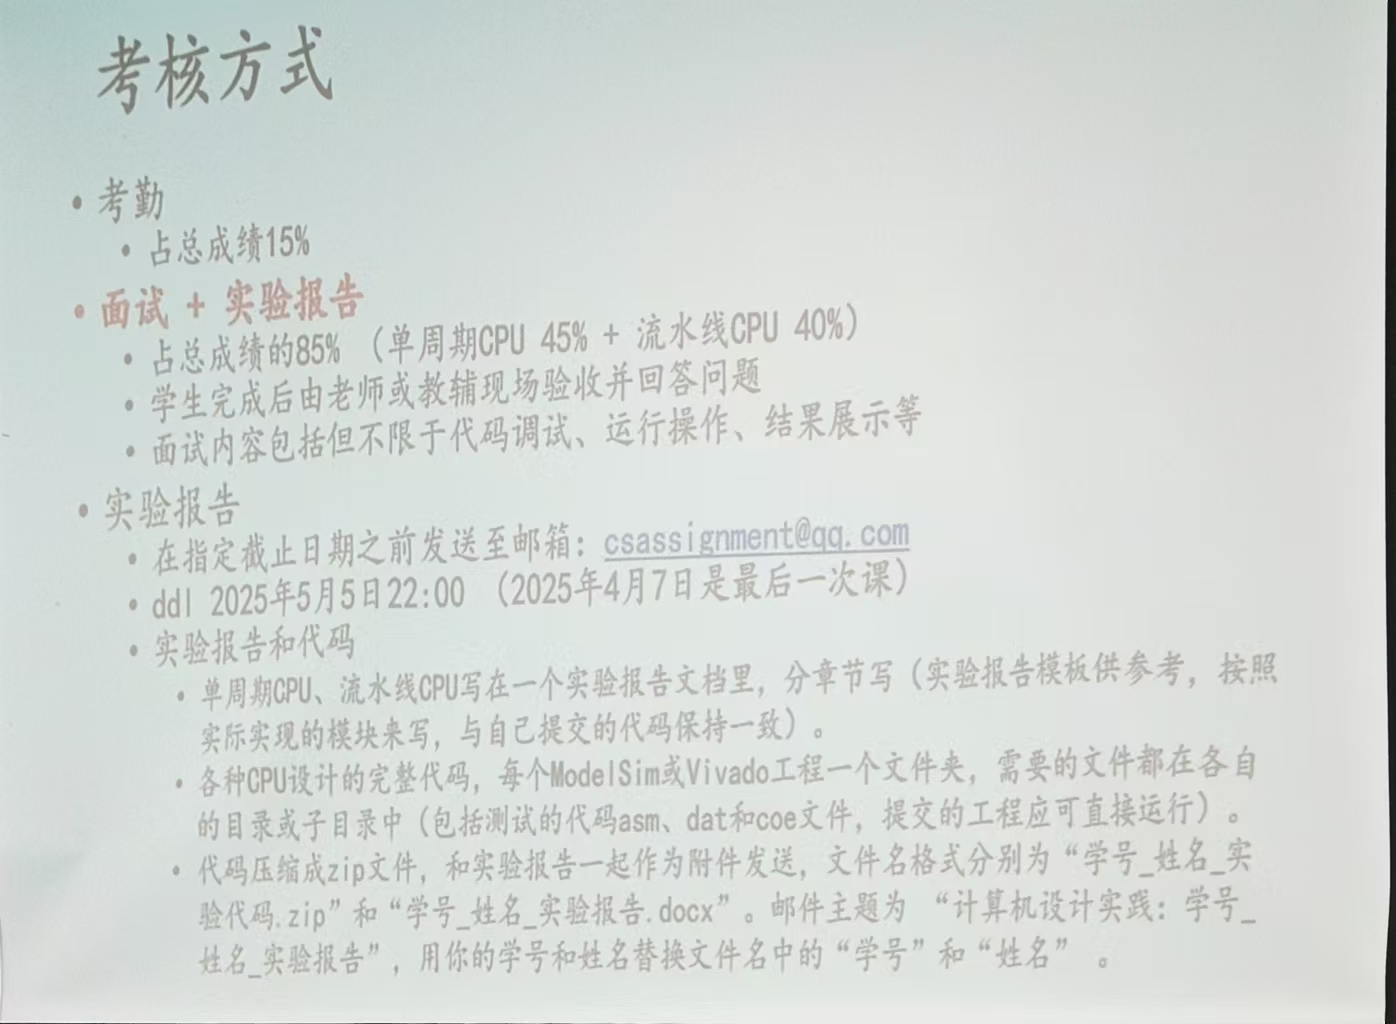 考核方式
• 考勤
• 占总成绩15%
• 面试 + 实验报告
• 占总成绩的85% （单周期CPU 45% + 流水线CPU 40%）
• 学生完成后由老师或教辅现场验收并回答问题
• 面试内容包括但不限于代码调试、运行操作、结果展示等
• 实验报告
• 在指定截止日期之前发送至邮�：csassignment@qq.com
• ddl 2025年5月5日22:00 （2025年4月7日是最后一次课）
• 实验报告和代码
• 单周期CPU、流水线CPU写在一个实验报告文档里，分章节写（实验报告模板供参考，按照
实际实现的模块来写，与自己提交的代码保持一致）。
• 各种CPU设计的完整代码，每个ModelSim或Vivado工程一个文件夹，需要的文件都在各自
的目录或子目录中（包括测试的代码asm、dat和coe文件，提交的工程应可直接运行）。
• 代码压缩成zip文件，和实验报告一起作为附件发送，文件名格式分别为“学号_姓名_实
验代码.zip”和“学号_姓名_实验报告.docx”。邮件主题为 “计算机设计实践：学号_
姓名_实验报告”，用你的学号和姓名替换文件名中的“学号”和“姓名” 。